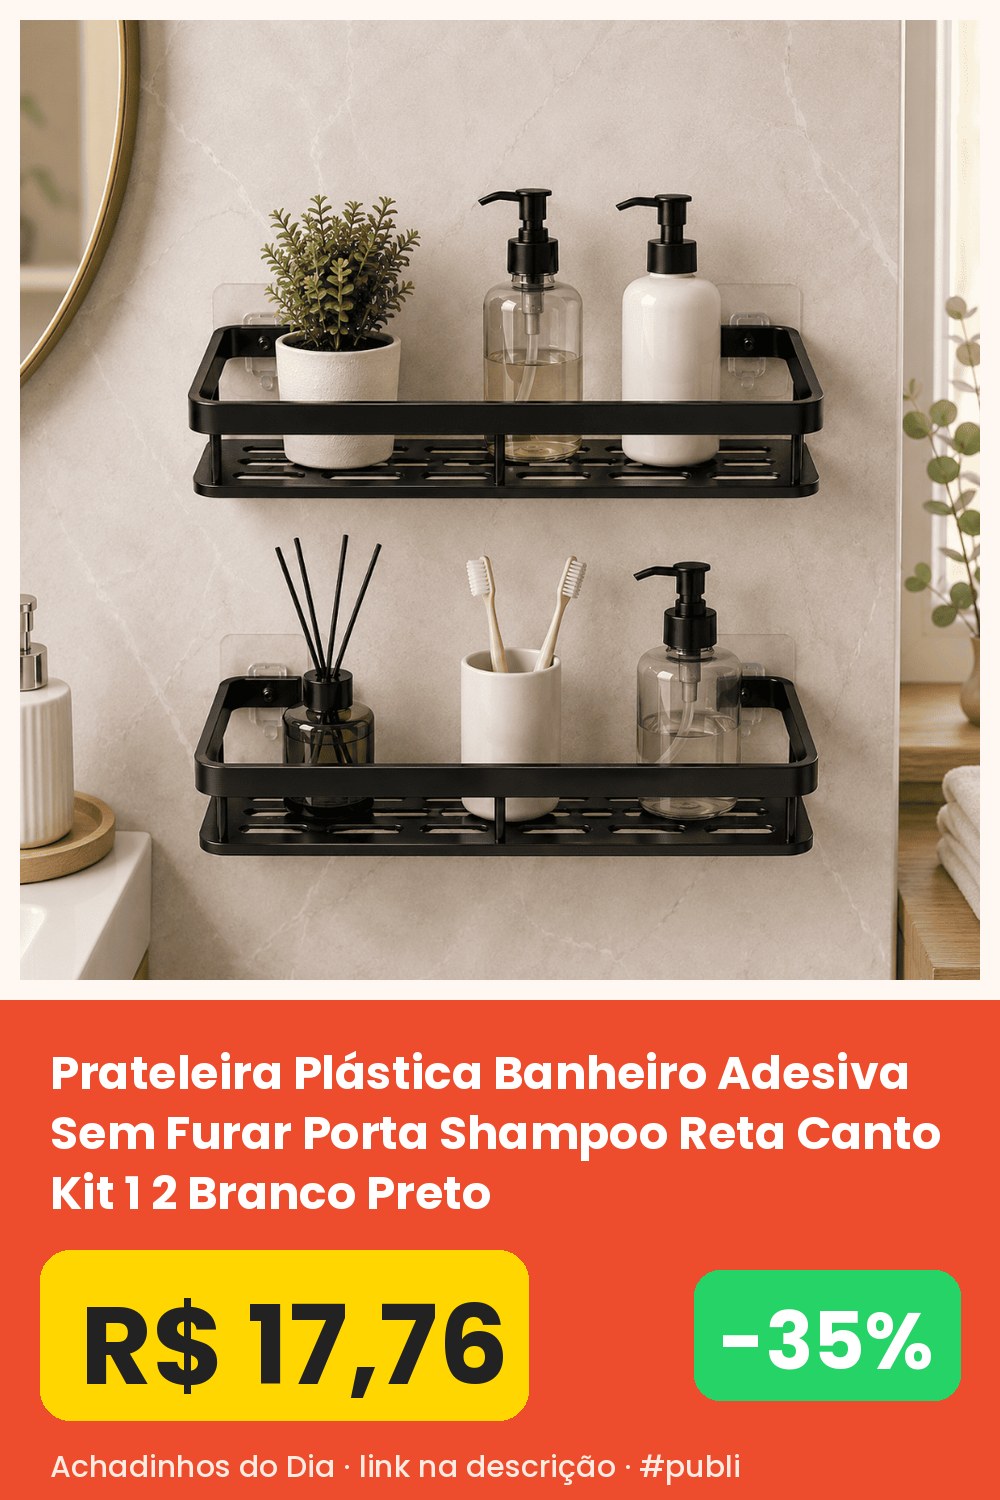 Prateleira Plástica Banheiro Adesiva
Sem Furar Porta Shampoo Reta Canto
Kit 1 2 Branco Preto
R$ 17,76
-35%
Achadinhos do Dia · link na descrição · #publi